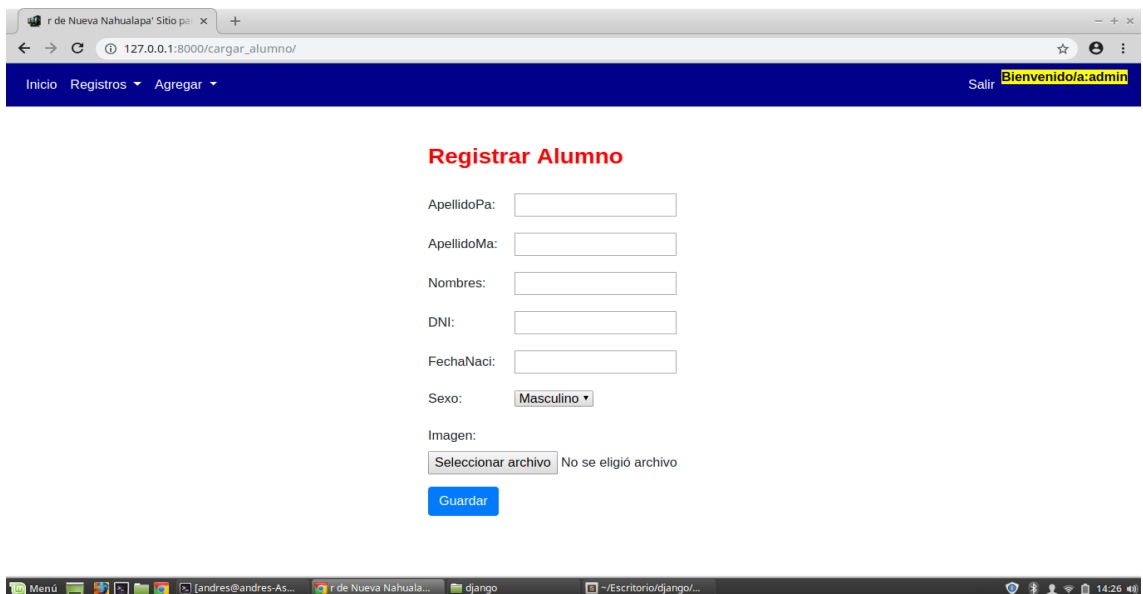 r de Nueva Nahualapa' Sitio pa
127.0.0.1:8000/cargar_alumno/
Inicio Registros Agregar Salir Bienvenido/a:admin
Registrar Alumno
ApellidoPa:
ApellidoMa:
Nombres:
DNI:
FechaNaci:
Sexo: Masculino
Imagen:
Seleccionar archivo No se eligió archivo
Guardar
Menú [andres@andres-As... r de Nueva Nahuala... django ~/Escritorio/django/... 14:26